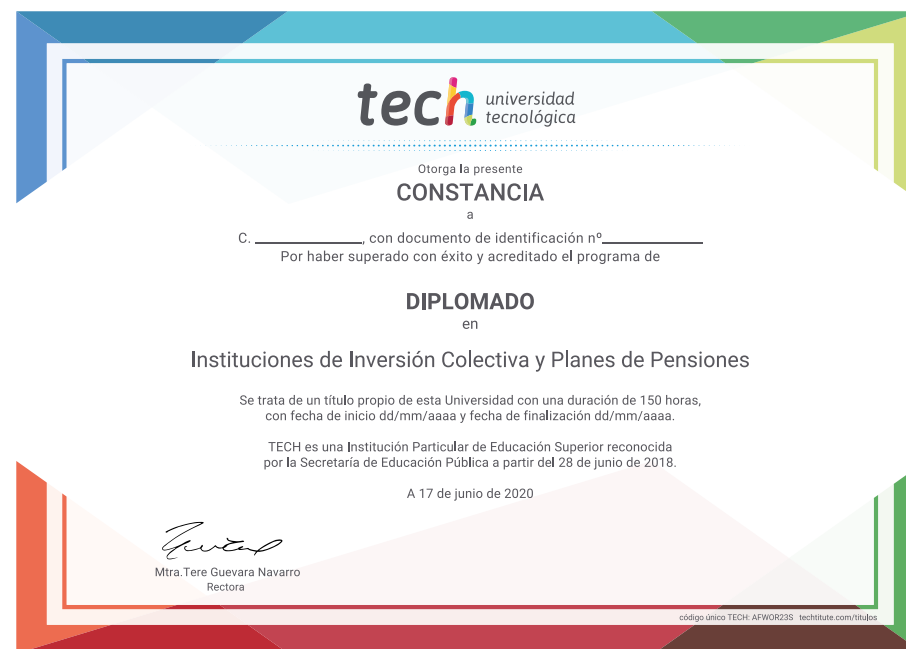 tech universidad
tecnológica
Otorga la presente
CONSTANCIA
a
C. ______________, con documento de identificación nº_____________
Por haber superado con éxito y acreditado el programa de
DIPLOMADO
en
Instituciones de Inversión Colectiva y Planes de Pensiones
Se trata de un título propio de esta Universidad con una duración de 150 horas,
con fecha de inicio dd/mm/aaaa y fecha de finalización dd/mm/aaaa.
TECH es una Institución Particular de Educación Superior reconocida
por la Secretaría de Educación Pública a partir del 28 de junio de 2018.
A 17 de junio de 2020
Mtra.Tere Guevara Navarro
Rectora
código único TECH: AFWOR23S techtitute.com/titulos